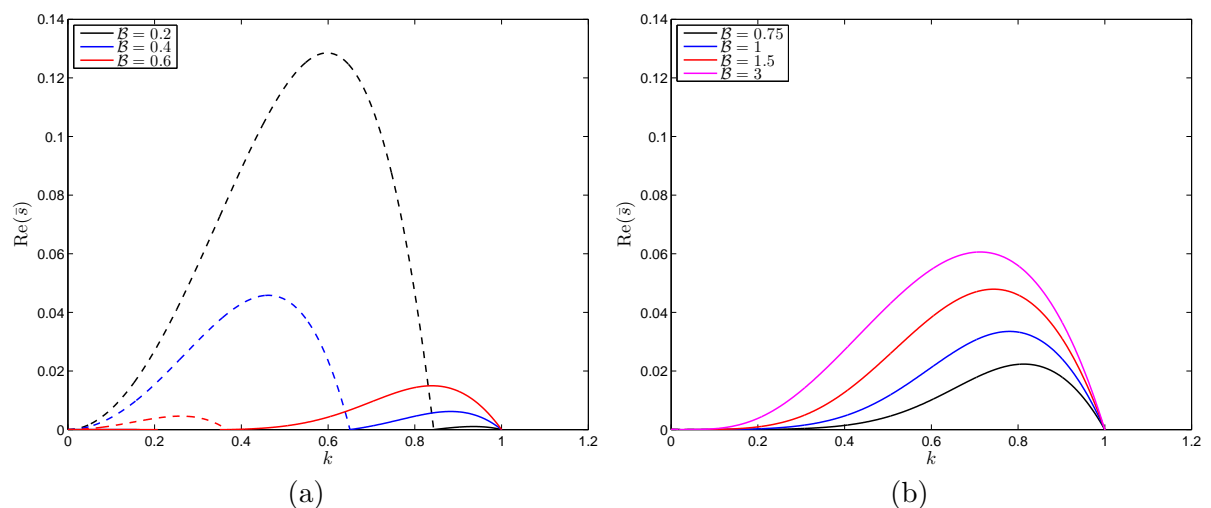 0.14
0.12
0.1
0.08
0.06
0.04
0.02
0
Re(s̄)
ℬ = 0.2
ℬ = 0.4
ℬ = 0.6
0 0.2 0.4 0.6 0.8 1 1.2
k
(a)
0.14
0.12
0.1
0.08
0.06
0.04
0.02
0
Re(s̄)
ℬ = 0.75
ℬ = 1
ℬ = 1.5
ℬ = 3
0 0.2 0.4 0.6 0.8 1 1.2
k
(b)